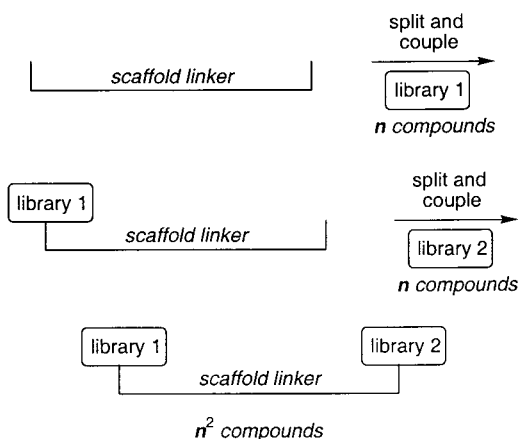 split and
couple
scaffold linker
library 1
n compounds
library 1
split and
couple
scaffold linker
library 2
n compounds
library 1
library 2
scaffold linker
n² compounds